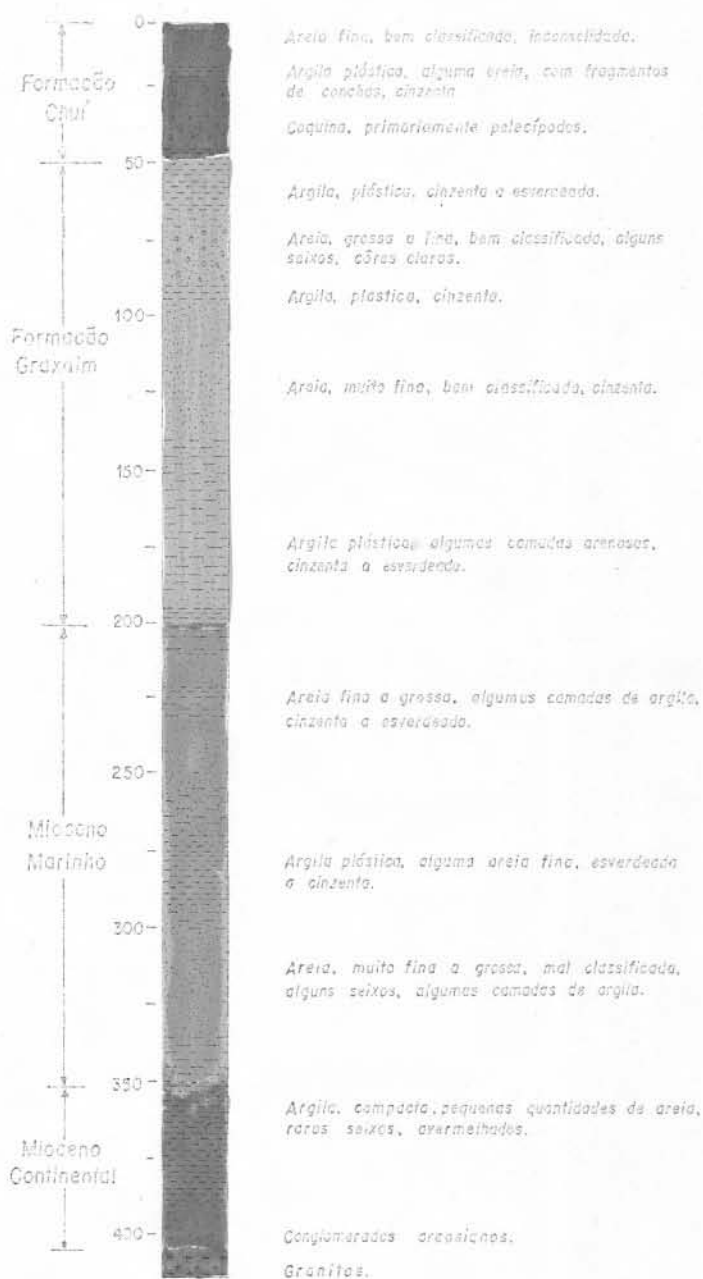 0
Areia fina, bem classificada, inconsolidada.
Argila plástica, alguma areia, com fragmentos
de conchas, cinzenta
Formação
Chuí
Coquina, primariamente pelecípodos.
50
Argila, plástica, cinzenta a esverdeada.
Areia, grossa a fina, bem classificada, alguns
seixos, côres claras.
Argila, plastica, cinzenta.
100
Formação
Graxaim
Areia, muito fina, bem classificada, cinzenta.
150
Argila plástica, algumas camadas arenosas,
cinzenta a esverdeada.
200
Areia fina a grossa, algumas camadas de argila,
cinzenta a esverdeada.
250
Mioceno
Marinho
Argila plástica, alguma areia fina, esverdeada
a cinzenta.
300
Areia, muito fina a grossa, mal classificada,
alguns seixos, algumas camadas de argila.
350
Argila, compacta, pequenas quantidades de areia,
raros seixos, avermelhados.
Mioceno
Continental
400
Conglomerados arcosianos.
Granitos.